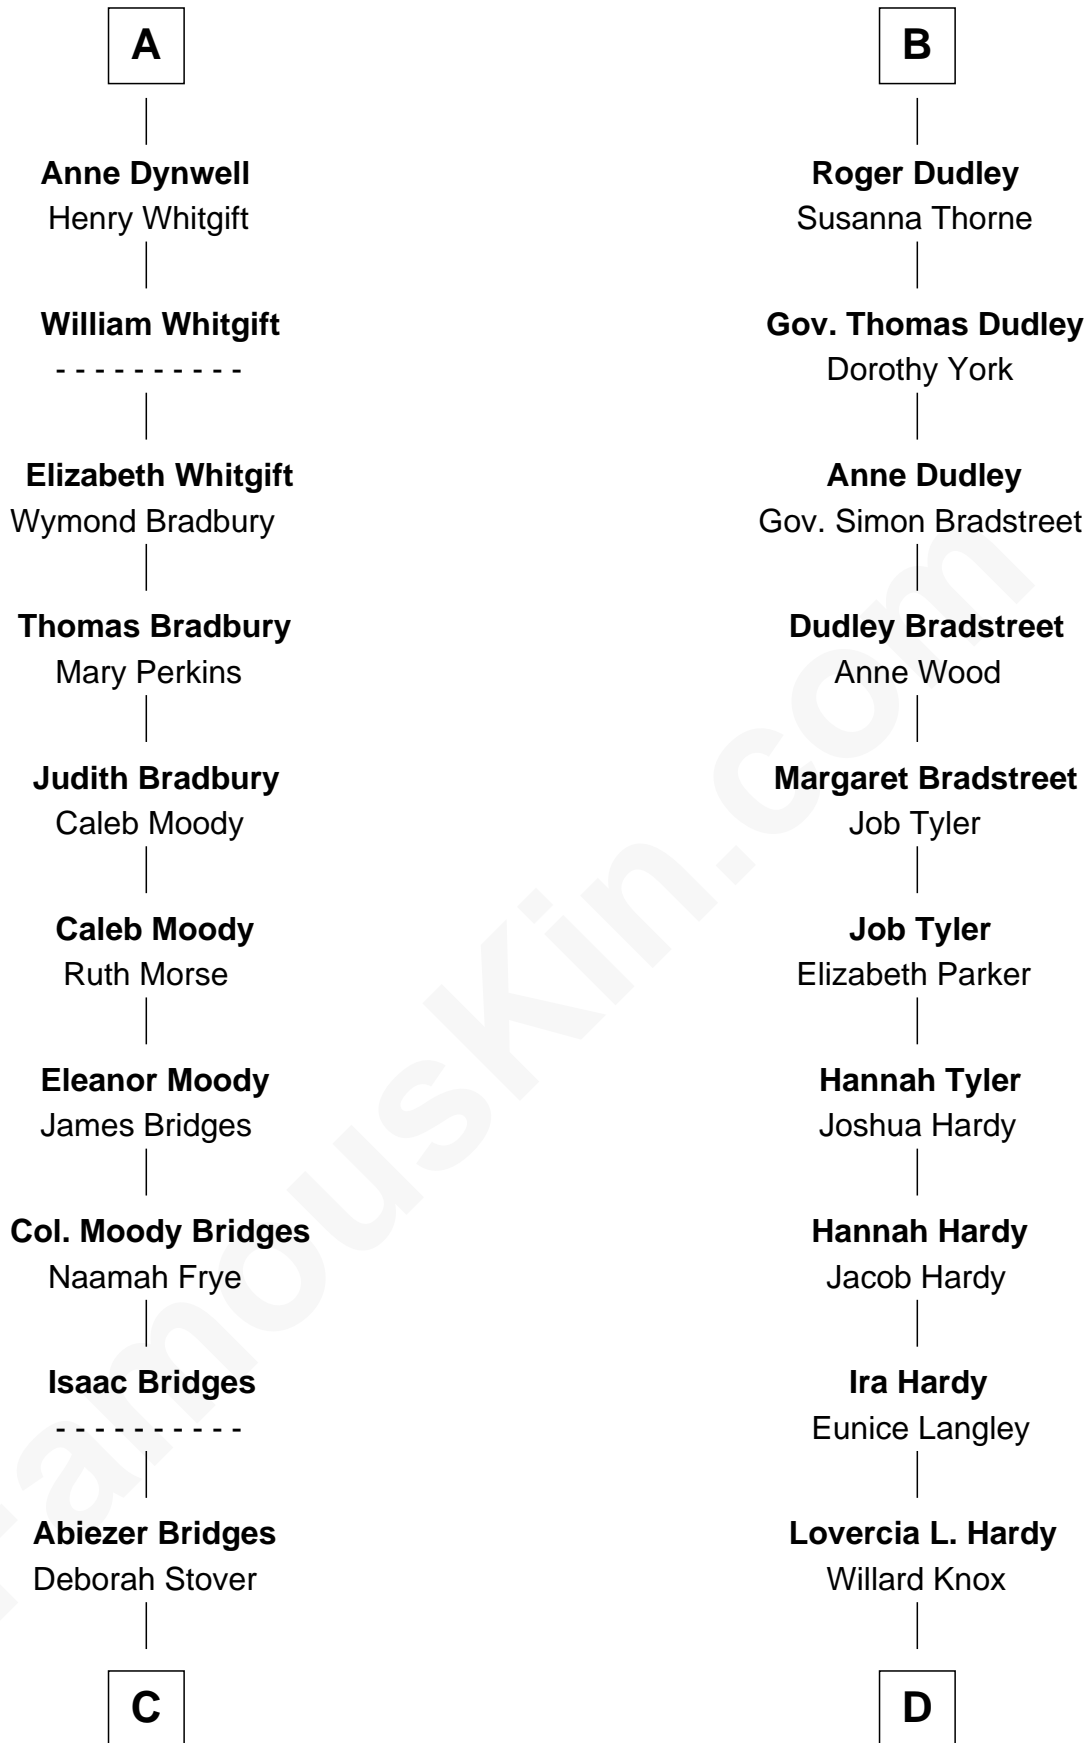 A
Anne Dynwell
Henry Whitgift
William Whitgift
- - - - - - - - - -
Elizabeth Whitgift
Wymond Bradbury
Thomas Bradbury
Mary Perkins
Judith Bradbury
Caleb Moody
Caleb Moody
Ruth Morse
Eleanor Moody
James Bridges
Col. Moody Bridges
Naamah Frye
Isaac Bridges
- - - - - - - - - -
Abiezer Bridges
Deborah Stover
C
B
Roger Dudley
Susanna Thorne
Gov. Thomas Dudley
Dorothy York
Anne Dudley
Gov. Simon Bradstreet
Dudley Bradstreet
Anne Wood
Margaret Bradstreet
Job Tyler
Job Tyler
Elizabeth Parker
Hannah Tyler
Joshua Hardy
Hannah Hardy
Jacob Hardy
Ira Hardy
Eunice Langley
Lovercia L. Hardy
Willard Knox
D
FamousKin.com